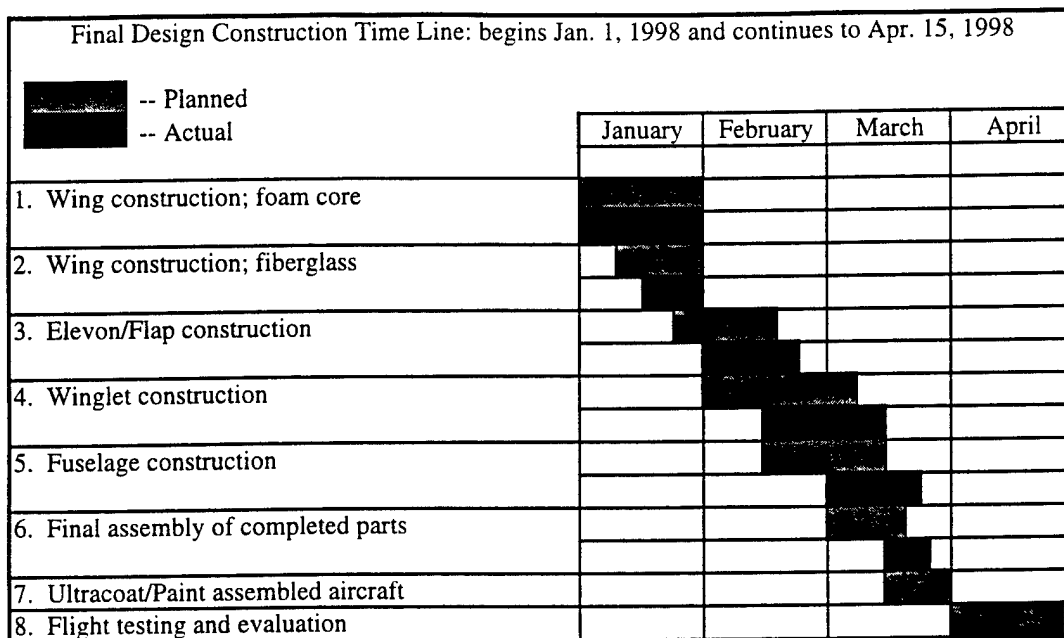 Final Design Construction Time Line: begins Jan. 1, 1998 and continues to Apr. 15, 1998
-- Planned
-- Actual
January February March April
1. Wing construction; foam core
2. Wing construction; fiberglass
3. Elevon/Flap construction
4. Winglet construction
5. Fuselage construction
6. Final assembly of completed parts
7. Ultracoat/Paint assembled aircraft
8. Flight testing and evaluation